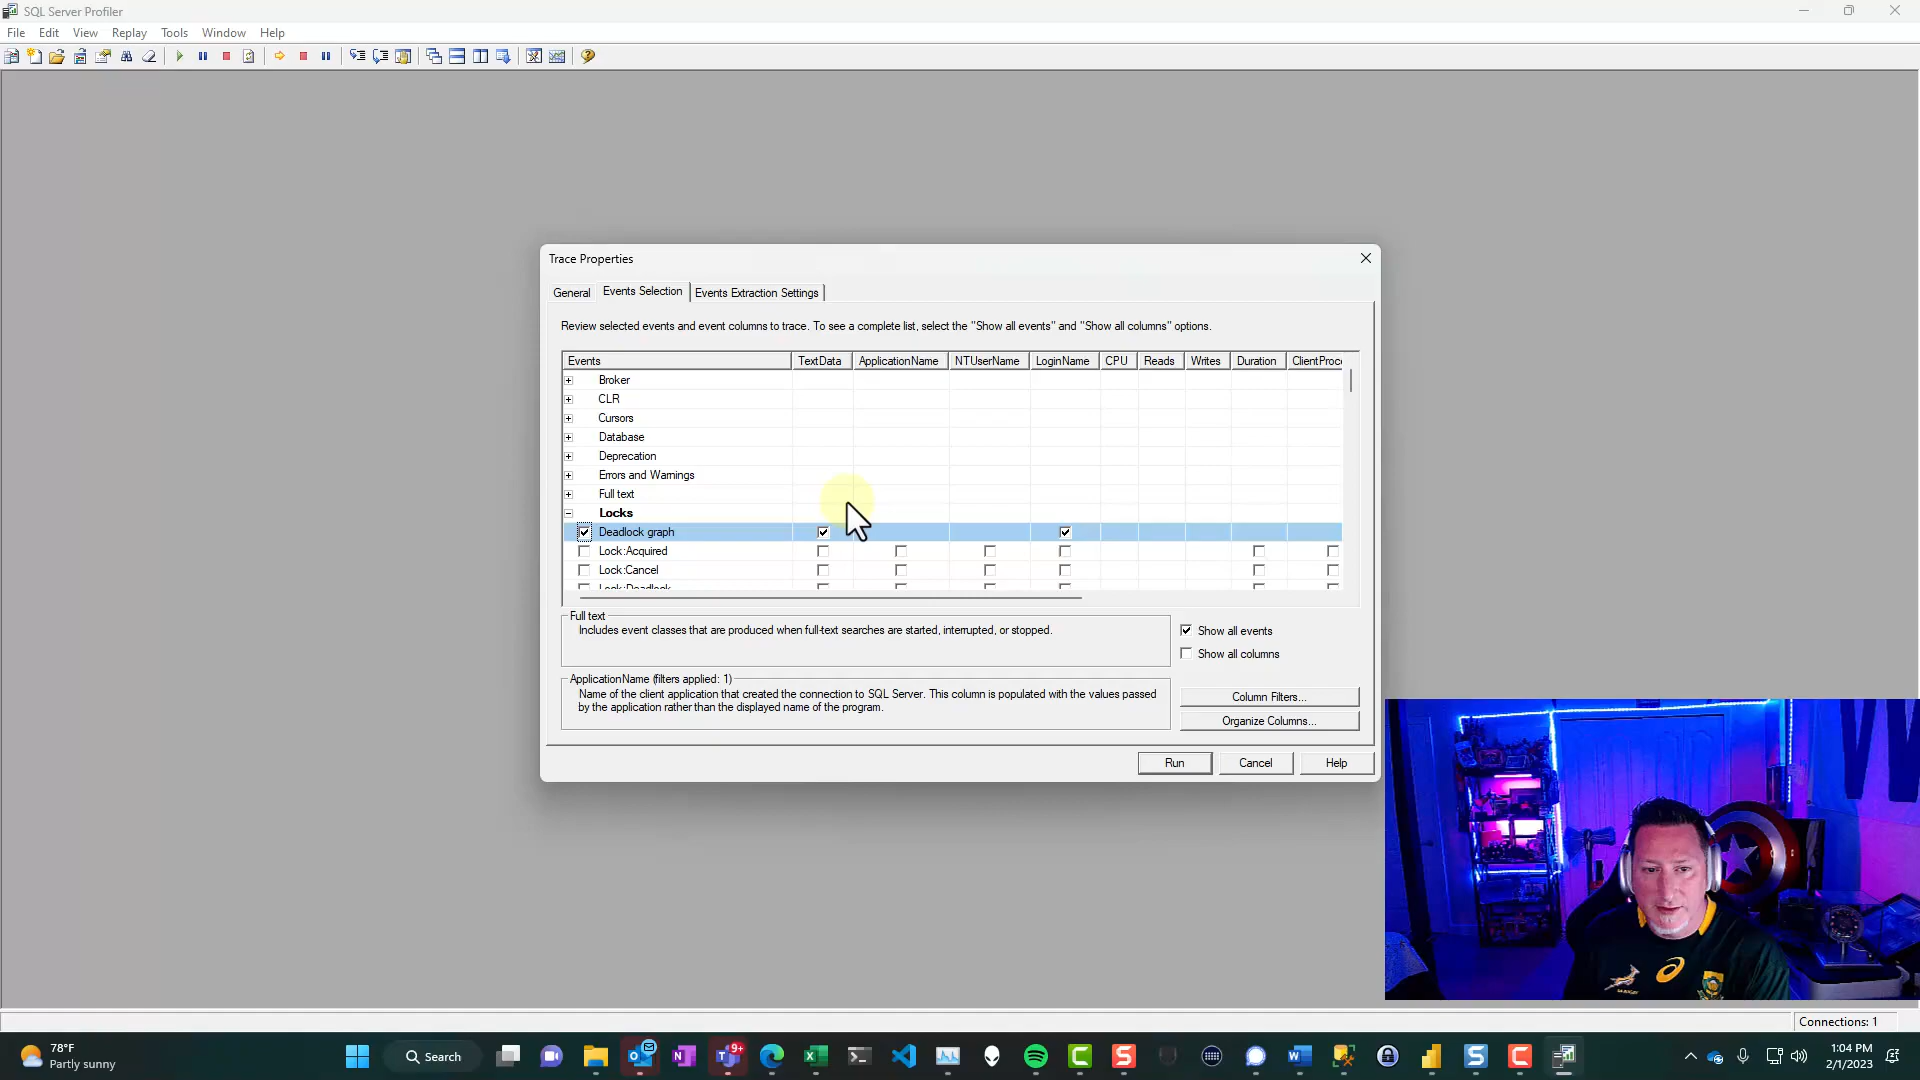 SQL Server Profiler
File Edit View Replay Tools Window Help
Trace Properties
General Events Selection Events Extraction Settings
Review selected events and event columns to trace. To see a complete list, select the "Show all events" and "Show all columns" options.
Events TextData ApplicationName NTUserName LoginName CPU Reads Writes Duration ClientProc
Broker
CLR
Cursors
Database
Deprecation
Errors and Warnings
Full text
Locks
Deadlock graph
Lock:Acquired
Lock:Cancel
Lock:Deadlock
Full text
Includes event classes that are produced when full-text searches are started, interrupted, or stopped.
Show all events
Show all columns
ApplicationName (filters applied: 1)
Name of the client application that created the connection to SQL Server. This column is populated with the values passed
by the application rather than the displayed name of the program.
Column Filters...
Organize Columns...
Run Cancel Help
Connections: 1
78°F
Partly sunny
Search
9+
1:04 PM
2/1/2023